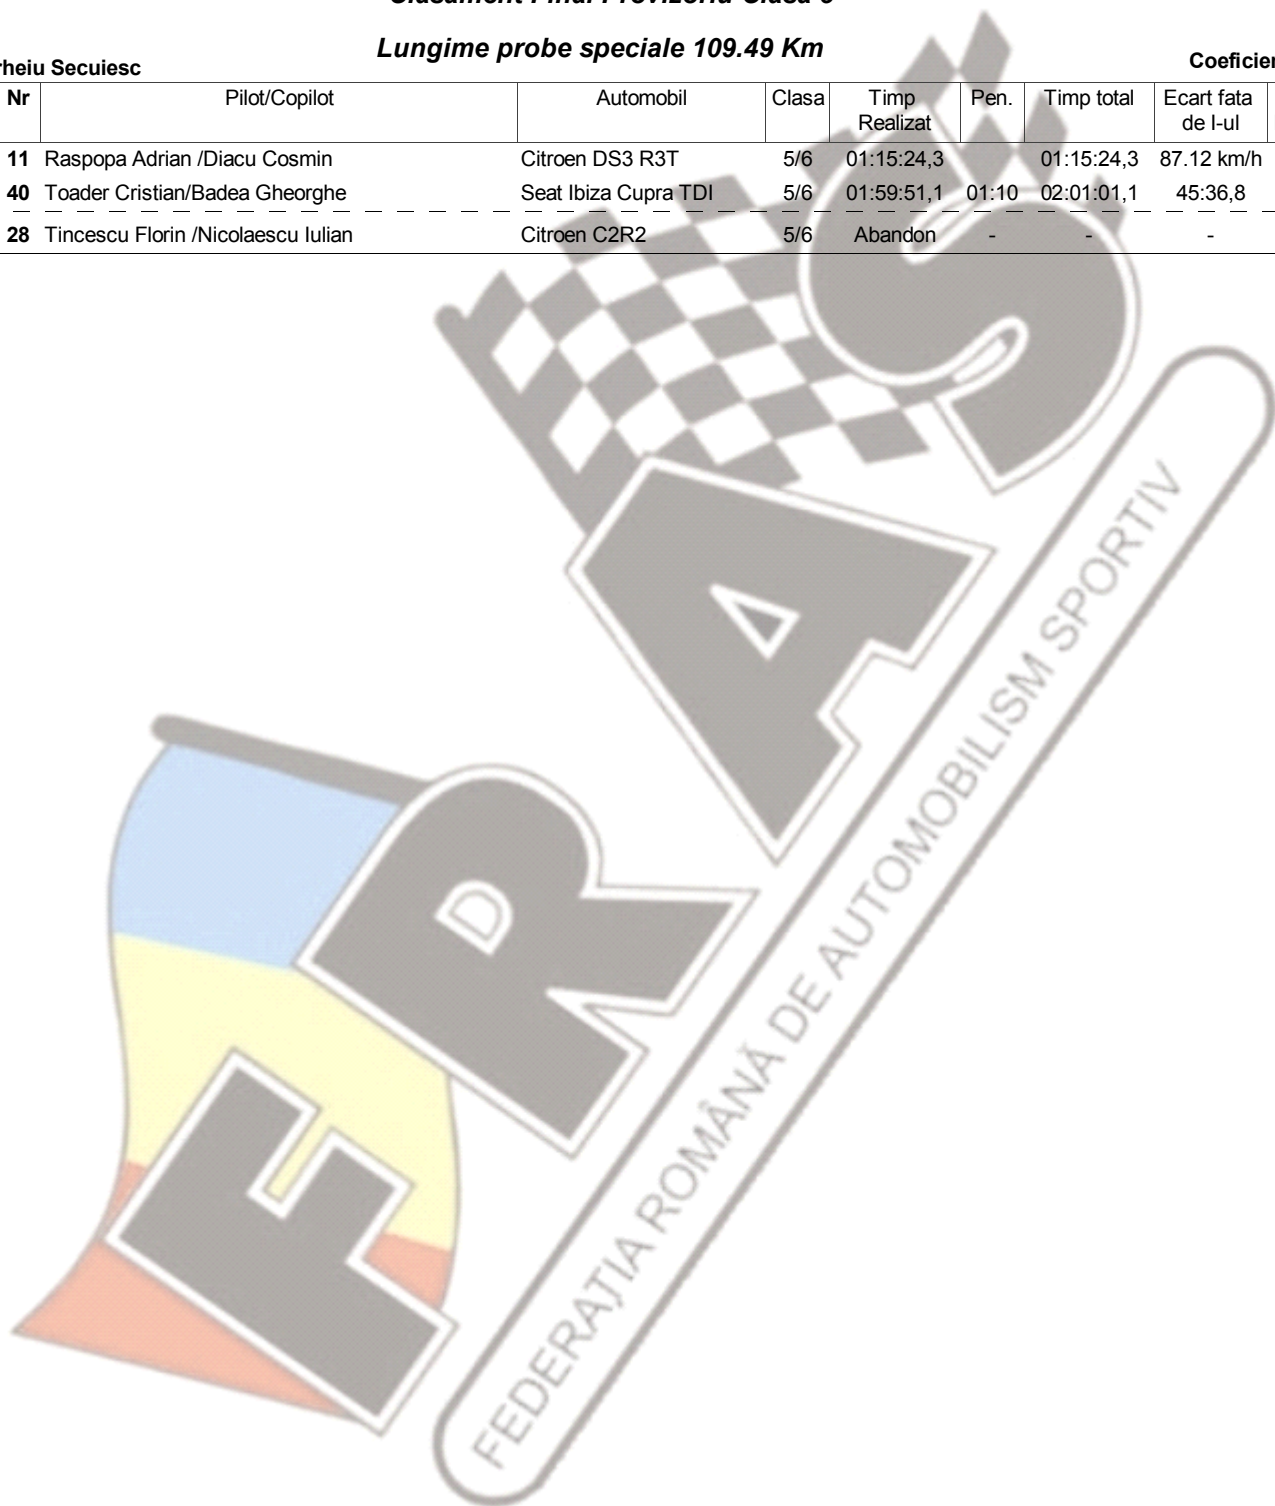 Lungime probe speciale 109.49 Km
rheiu Secuiesc
Coeficien
Nr Pilot/Copilot Automobil Clasa Timp Realizat Pen. Timp total Ecart fata de l-ul
11 Raspopa Adrian /Diacu Cosmin Citroen DS3 R3T 5/6 01:15:24,3 01:15:24,3 87.12 km/h
40 Toader Cristian/Badea Gheorghe Seat Ibiza Cupra TDI 5/6 01:59:51,1 01:10 02:01:01,1 45:36,8
28 Tincescu Florin /Nicolaescu Iulian Citroen C2R2 5/6 Abandon - - -
FRAS
FEDERAȚIA ROMÂNĂ DE AUTOMOBILISM SPORTIV